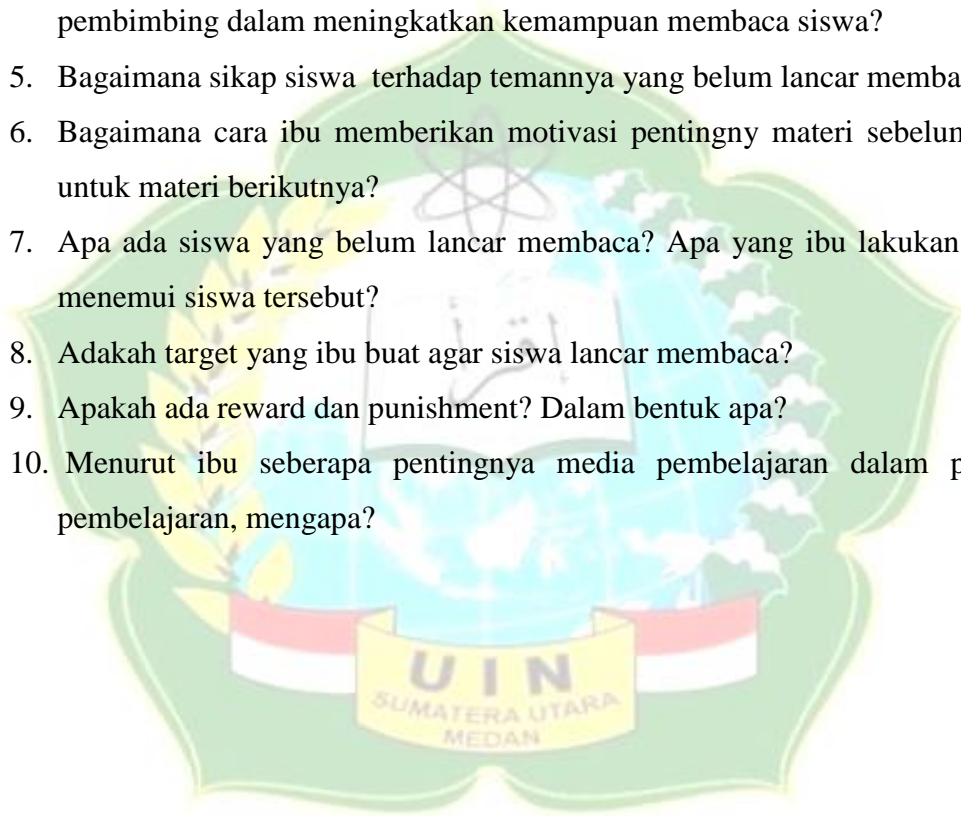 pembimbing dalam meningkatkan kemampuan membaca siswa?
5. Bagaimana sikap siswa terhadap temannya yang belum lancar memba
6. Bagaimana cara ibu memberikan motivasi pentingny materi sebelun
untuk materi berikutnya?
7. Apa ada siswa yang belum lancar membaca? Apa yang ibu lakukan
menemui siswa tersebut?
8. Adakah target yang ibu buat agar siswa lancar membaca?
9. Apakah ada reward dan punishment? Dalam bentuk apa?
10. Menurut ibu seberapa pentingnya media pembelajaran dalam p
pembelajaran, mengapa?
UIN
SUMATERA UTARA
MEDAN